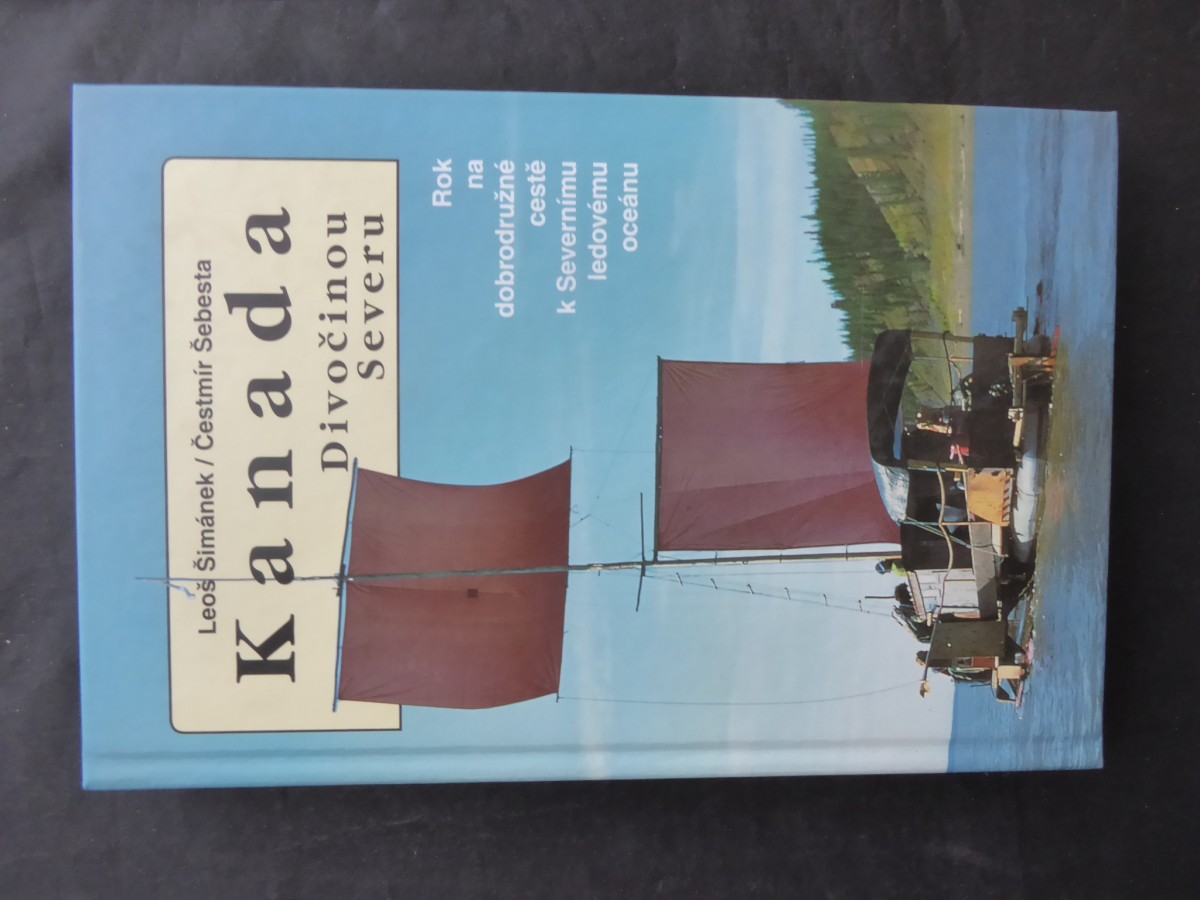 Leoš Šimánek / Čestmír Šebesta
Kanada
Divočinou
Severu
Rok
na
dobrodružné
cestě
k Severnímu
ledovému
oceánu